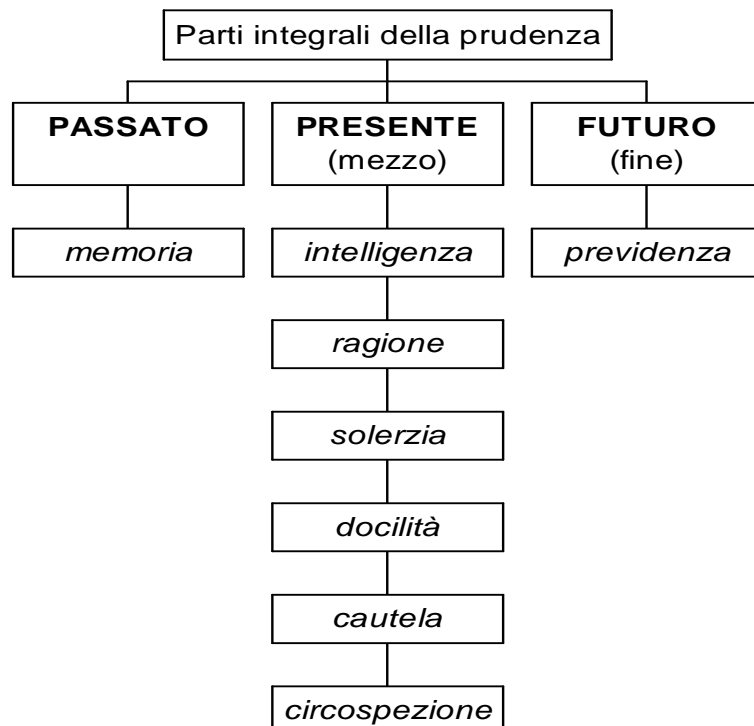 Parti integrali della prudenza
PASSATO
PRESENTE
(mezzo)
FUTURO
(fine)
memoria
intelligenza
previdenza
ragione
solerzia
docilità
cautela
circospezione